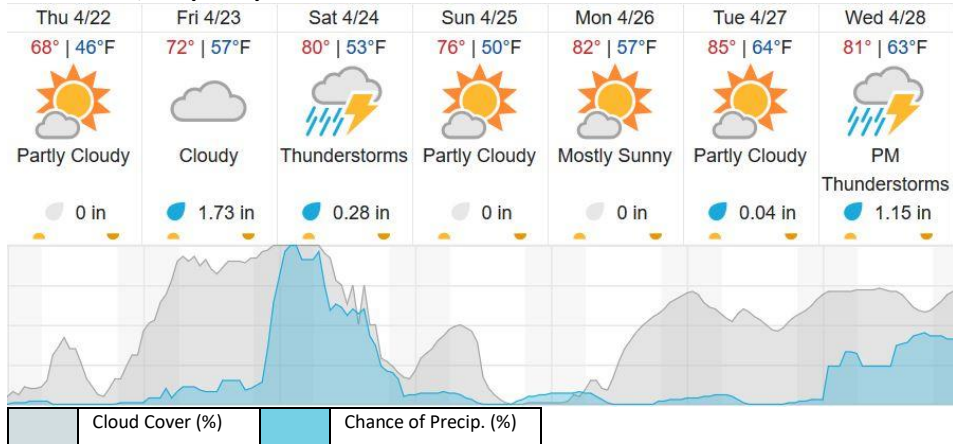 Thu 4/22 Fri 4/23 Sat 4/24 Sun 4/25 Mon 4/26 Tue 4/27 Wed 4/28
68° | 46°F 72° | 57°F 80° | 53°F 76° | 50°F 82° | 57°F 85° | 64°F 81° | 63°F
Partly Cloudy Cloudy Thunderstorms Partly Cloudy Mostly Sunny Partly Cloudy PM
Thunderstorms
0 in 1.73 in 0.28 in 0 in 0 in 0.04 in 1.15 in
Cloud Cover (%) Chance of Precip. (%)